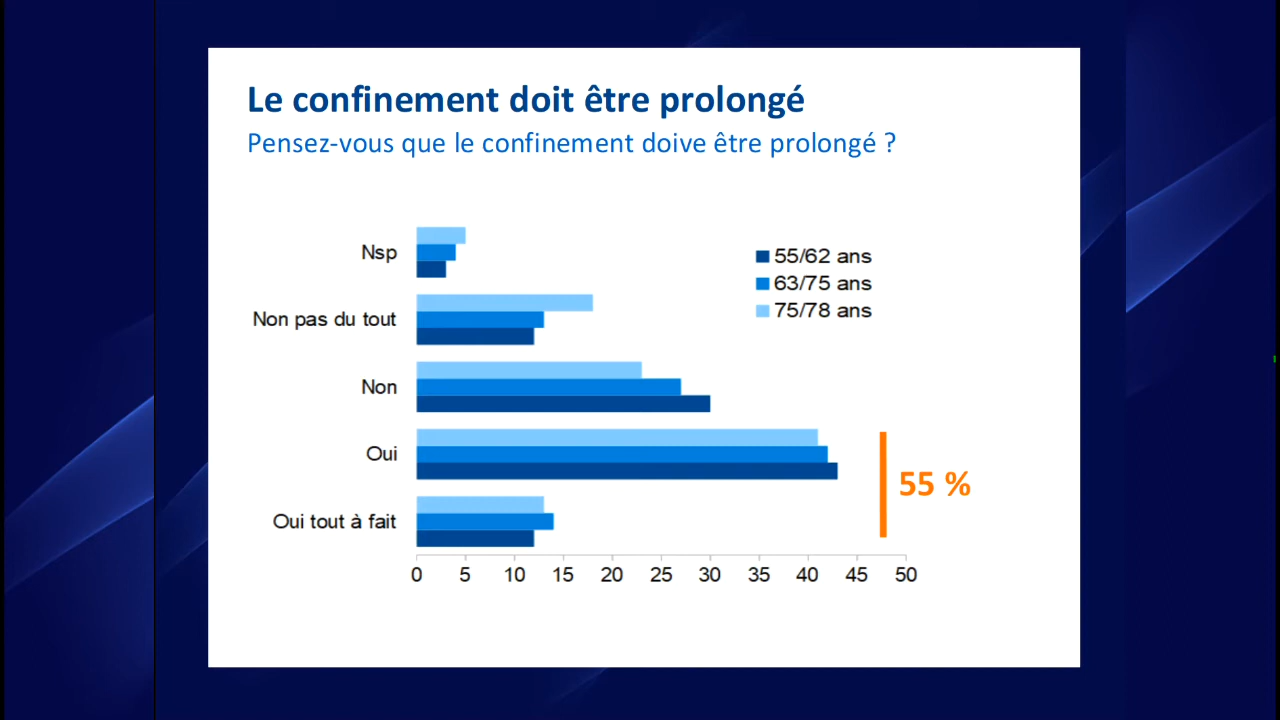 Le confinement doit être prolongé
Pensez-vous que le confinement doive être prolongé ?
Nsp
55/62 ans
63/75 ans
75/78 ans
Non pas du tout
Non
Oui
55 %
Oui tout à fait
0 5 10 15 20 25 30 35 40 45 50